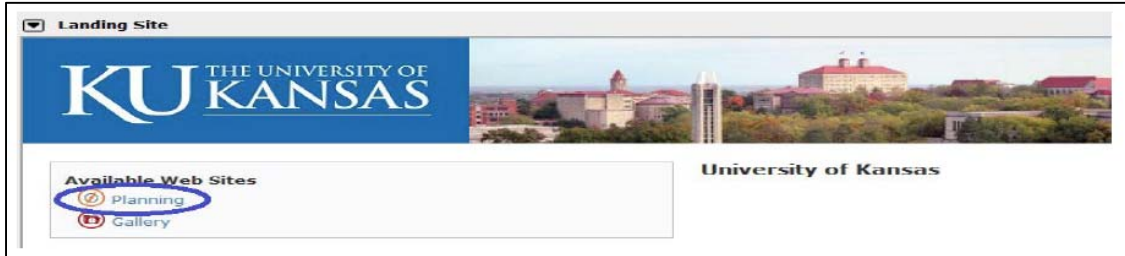 Landing Site
KU THE UNIVERSITY OF
KANSAS
Available Web Sites
Planning
Gallery
University of Kansas